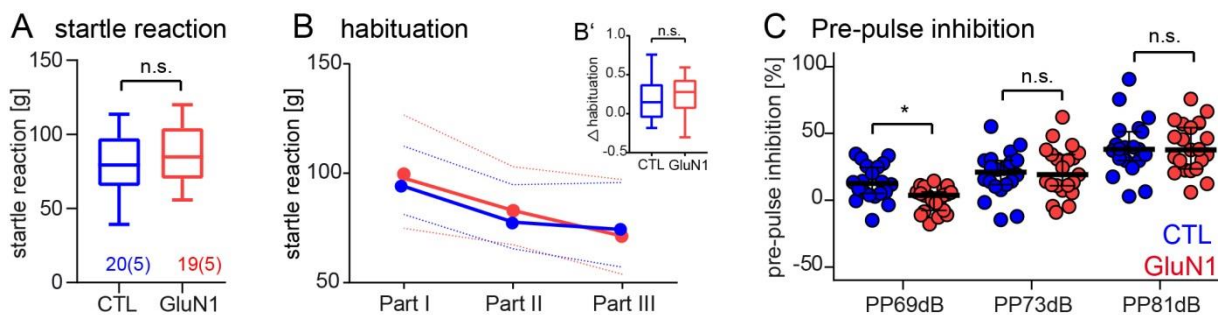 A startle reaction
startle reaction [g]
150
100
50
0
n.s.
20(5) 19(5)
CTL GluN1
B habituation
startle reaction [g]
150
100
50
Part I Part II Part III
B'
n.s.
Δ habituation
1.0
0.5
0.0
-0.5
CTL GluN1
C Pre-pulse inhibition
pre-pulse inhibition [%]
100
50
0
-50
* n.s. n.s.
CTL
GluN1
PP69dB PP73dB PP81dB